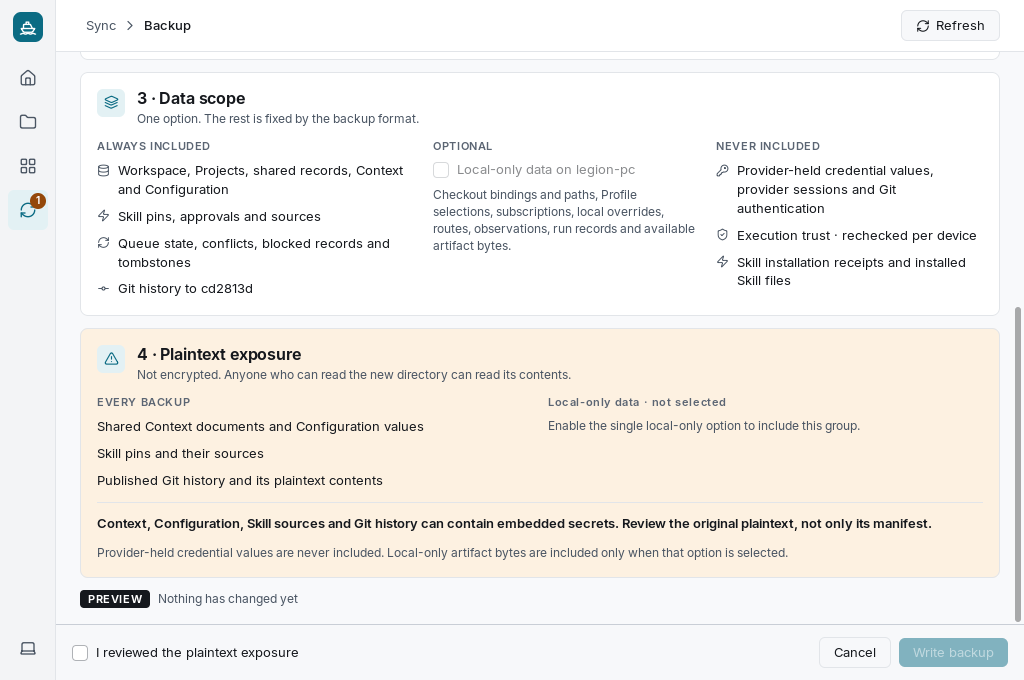 Sync
Backup
Refresh
1
3 · Data scope
One option. The rest is fixed by the backup format.
ALWAYS INCLUDED
Workspace, Projects, shared records, Context
and Configuration
Skill pins, approvals and sources
Queue state, conflicts, blocked records and
tombstones
Git history to cd2813d
OPTIONAL
Local-only data on legion-pc
Checkout bindings and paths, Profile
selections, subscriptions, local overrides,
routes, observations, run records and available
artifact bytes.
NEVER INCLUDED
Provider-held credential values,
provider sessions and Git
authentication
Execution trust · rechecked per device
Skill installation receipts and installed
Skill files
4 · Plaintext exposure
Not encrypted. Anyone who can read the new directory can read its contents.
EVERY BACKUP
Shared Context documents and Configuration values
Skill pins and their sources
Published Git history and its plaintext contents
Local-only data · not selected
Enable the single local-only option to include this group.
Context, Configuration, Skill sources and Git history can contain embedded secrets. Review the original plaintext, not only its manifest.
Provider-held credential values are never included. Local-only artifact bytes are included only when that option is selected.
PREVIEW
Nothing has changed yet
I reviewed the plaintext exposure
Cancel
Write backup